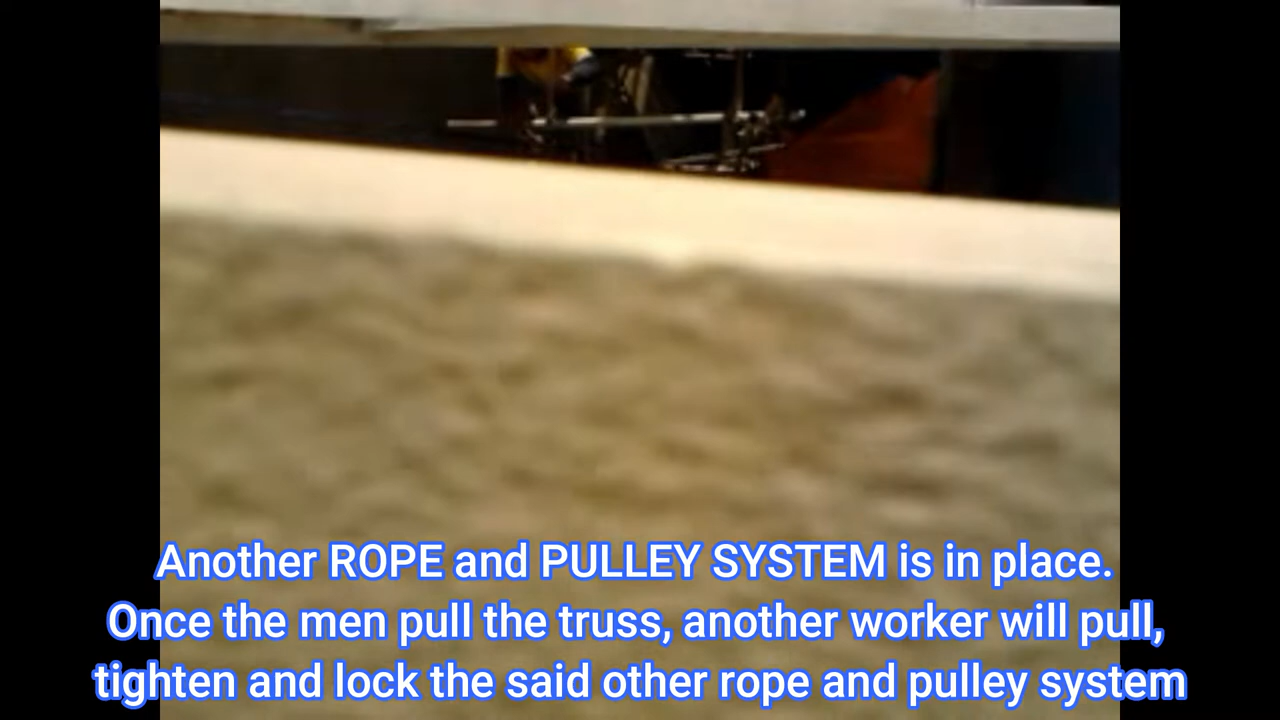 Another ROPE and PULLEY SYSTEM is in place.
Once the men pull the truss, another worker will pull,
tighten and lock the said other rope and pulley system